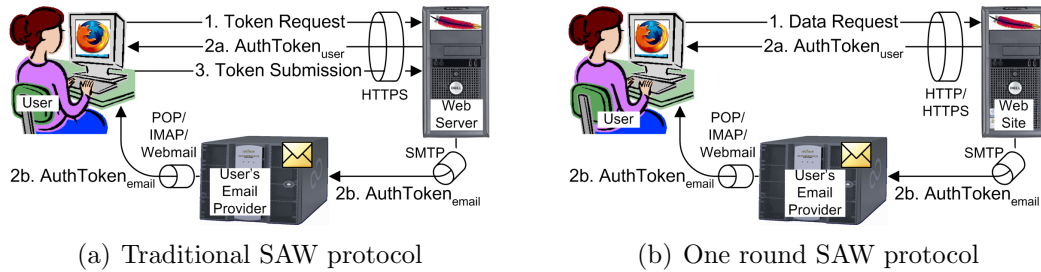 1. Token Request
2a. AuthToken_user
3. Token Submission
HTTPS
User
Web
Server
POP/
IMAP/
Webmail
SMTP
2b. AuthToken_email
User's
Email
Provider
2b. AuthToken_email
(a) Traditional SAW protocol
1. Data Request
2a. AuthToken_user
HTTP/
HTTPS
User
Web
Site
POP/
IMAP/
Webmail
SMTP
2b. AuthToken_email
User's
Email
Provider
2b. AuthToken_email
(b) One round SAW protocol